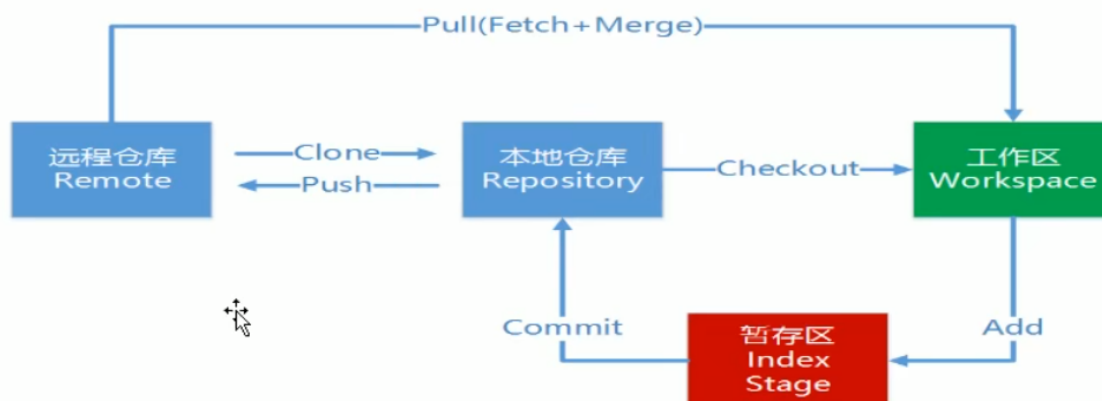 Pull(Fetch+Merge)
远程仓库
Remote
Clone
Push
本地仓库
Repository
Checkout
工作区
Workspace
Commit
暂存区
Index
Stage
Add